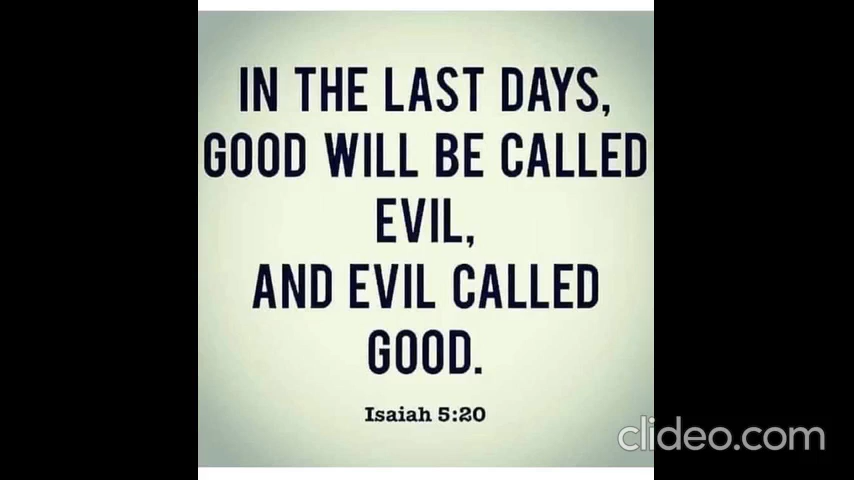 IN THE LAST DAYS,
GOOD WILL BE CALLED
EVIL,
AND EVIL CALLED
GOOD.
Isaiah 5:20
clideo.com